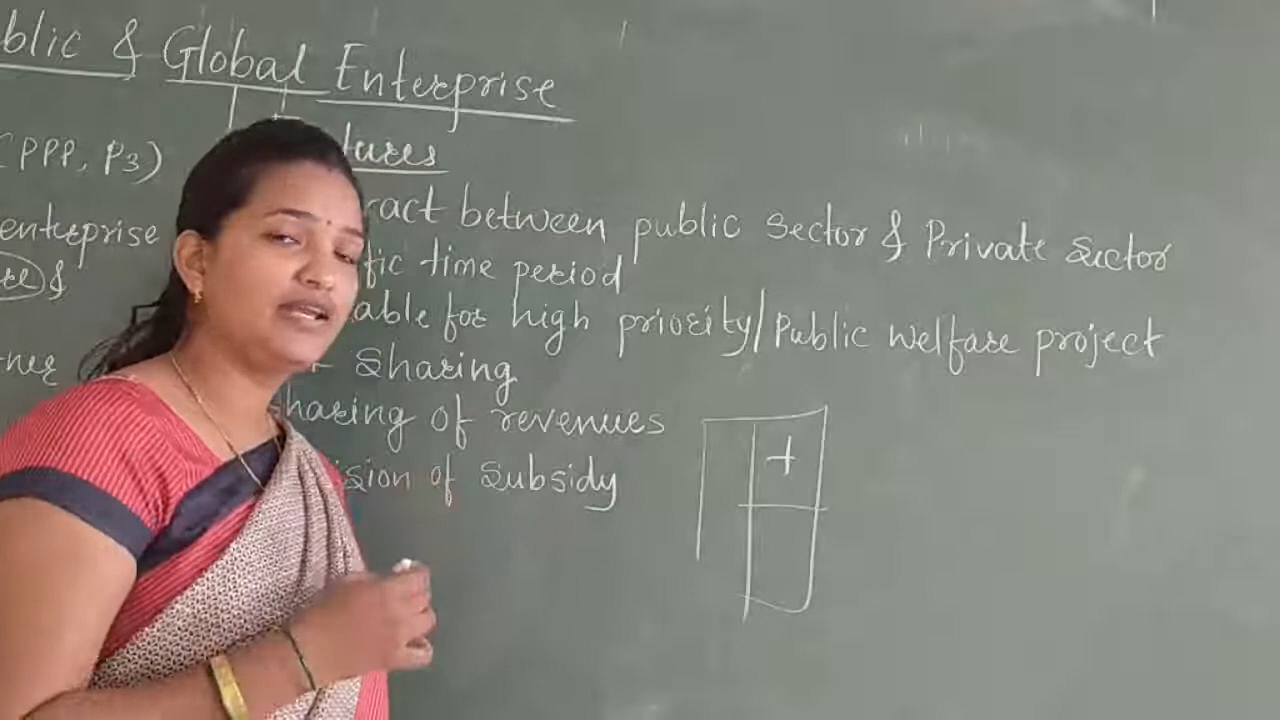 blic & Global Enterprise
(PPP, P3)
tures
ract between public Sector & Private Sector
enterprise
fic time period
&
able for high priority/Public welfare project
ner
Sharing
haring of revenues
ision of subsidy
+